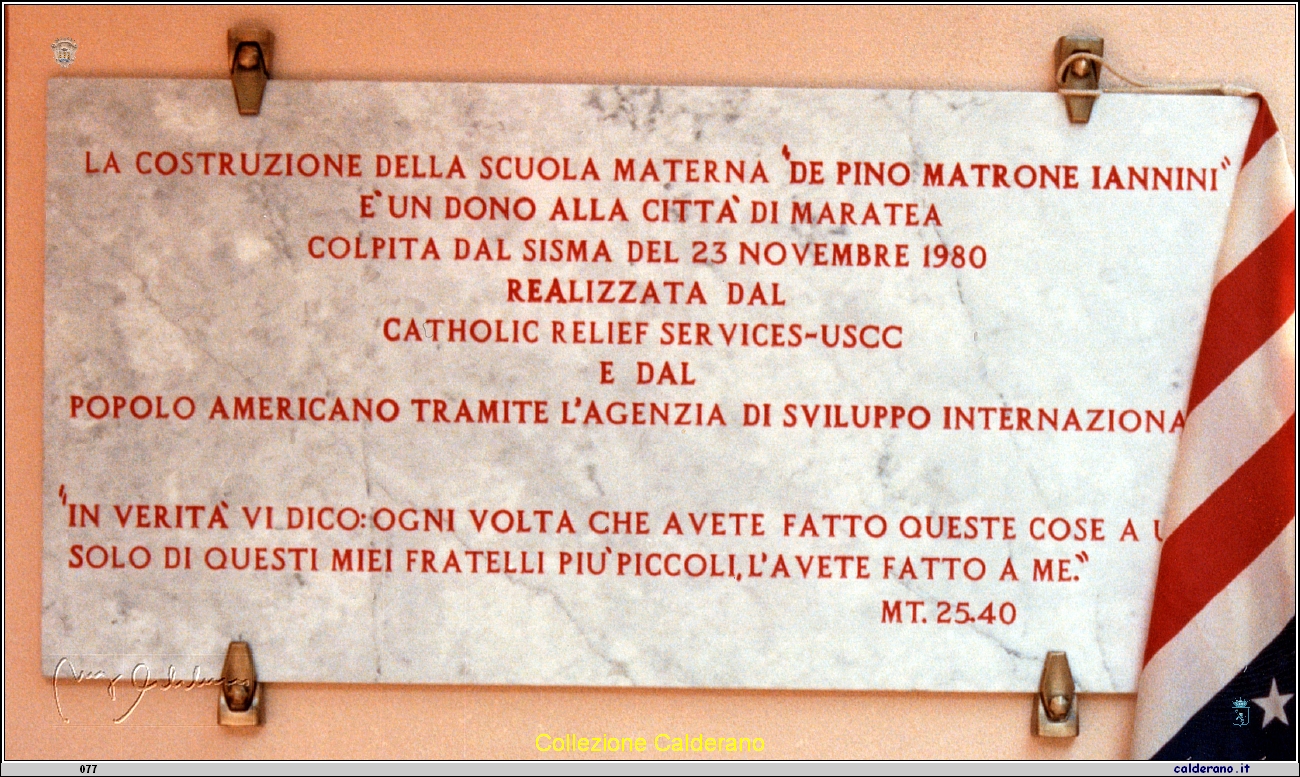 LA COSTRUZIONE DELLA SCUOLA MATERNA "DE PINO MATRONE IANNINI"
E` UN DONO ALLA CITTA` DI MARATEA
COLPITA DAL SISMA DEL 23 NOVEMBRE 1980
REALIZZATA DAL
CATHOLIC RELIEF SERVICES-USCC
E DAL
POPOLO AMERICANO TRAMITE L'AGENZIA DI SVILUPPO
"IN VERITA` VI DICO: OGNI VOLTA CHE AVETE FATTO QUESTE COSE A
SOLO DI QUESTI MIEI FRATELLI PIU` PICCOLI, L'AVETE FATTO A ME."
MT. 25.40
Collezione Calderano
077
calderano.it